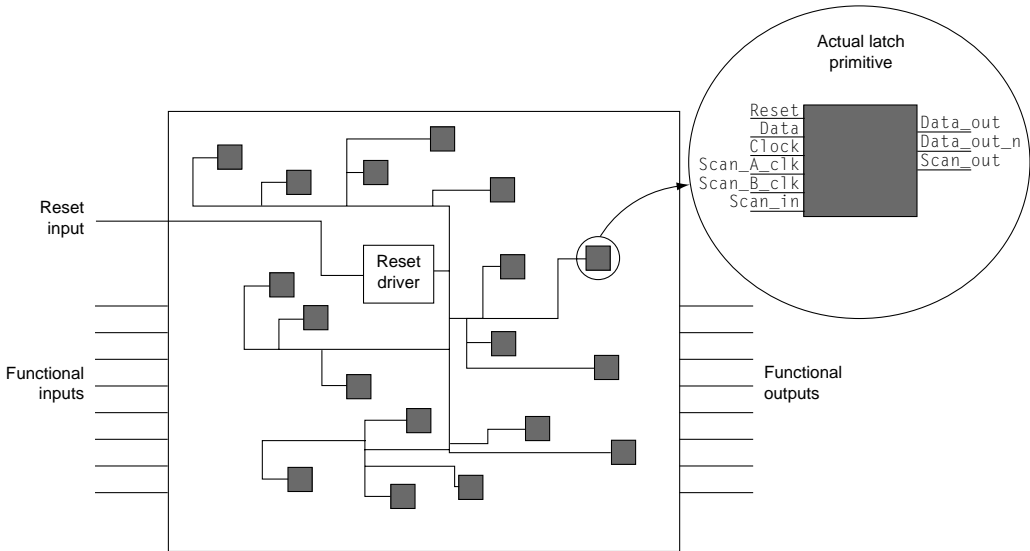 Actual latch
primitive
Reset
Data
Clock
Scan_A_clk
Scan_B_clk
Scan_in
Data_out
Data_out_n
Scan_out
Reset
input
Reset
driver
Functional
inputs
Functional
outputs